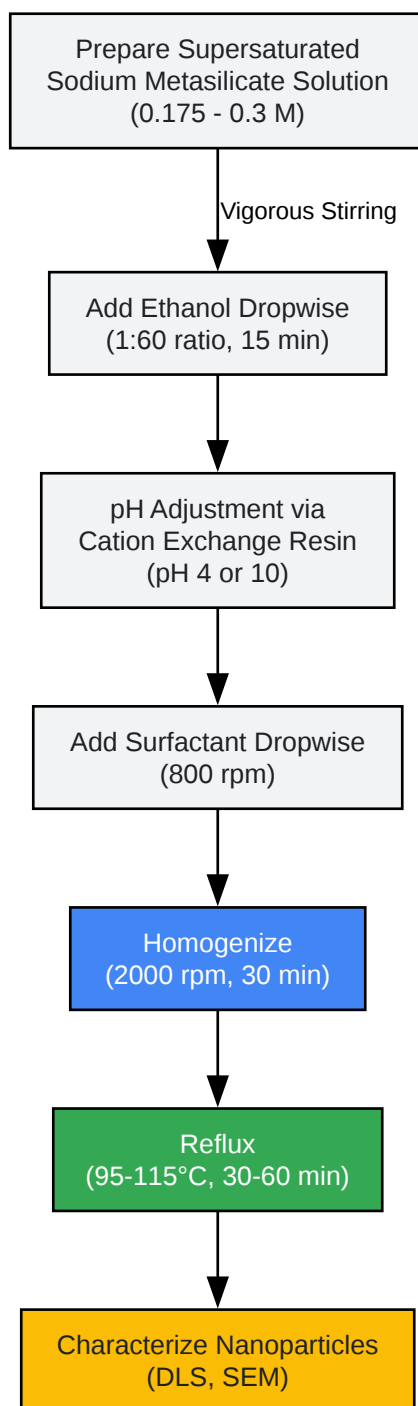 Prepare Supersaturated
Sodium Metasilicate Solution
(0.175 - 0.3 M)
Vigorous Stirring
Add Ethanol Dropwise
(1:60 ratio, 15 min)
pH Adjustment via
Cation Exchange Resin
(pH 4 or 10)
Add Surfactant Dropwise
(800 rpm)
Homogenize
(2000 rpm, 30 min)
Reflux
(95-115°C, 30-60 min)
Characterize Nanoparticles
(DLS, SEM)